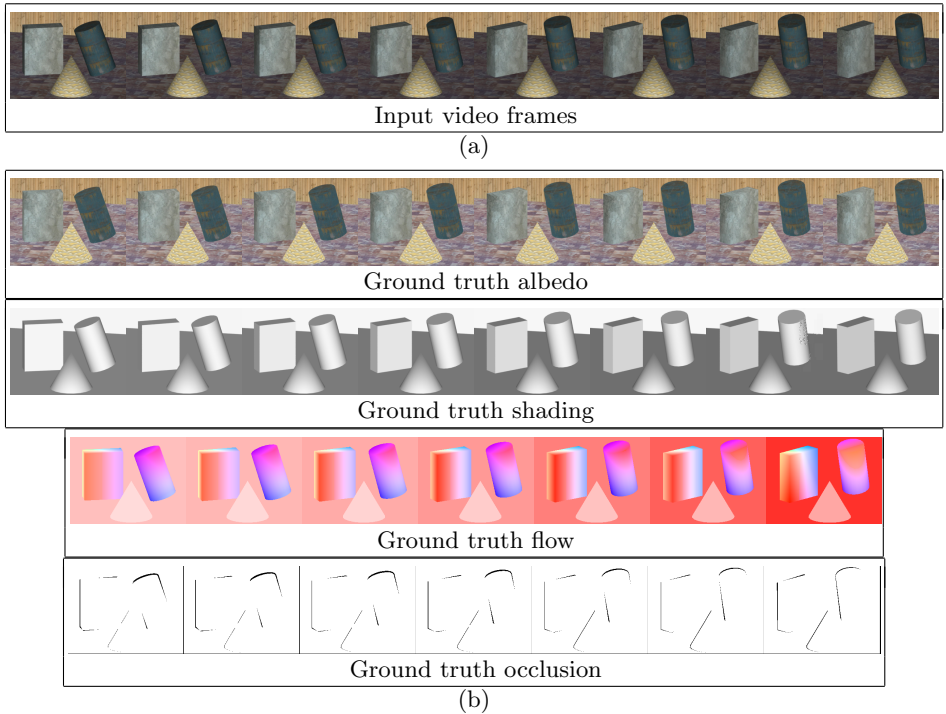 Input video frames
(a)
Ground truth albedo
Ground truth shading
Ground truth flow
Ground truth occlusion
(b)